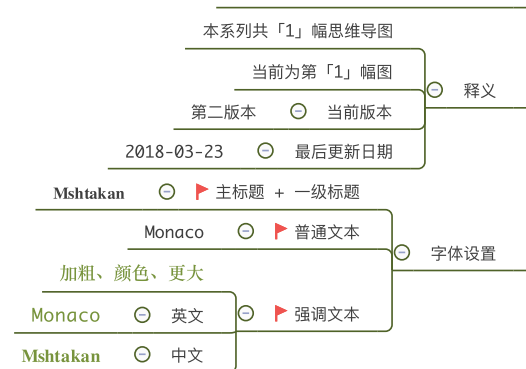 本系列共「1」幅思维导图
当前为第「1」幅图
释义
第二版本 当前版本
2018-03-23 最后更新日期
Mshtakan 主标题 + 一级标题
Monaco 普通文本
字体设置
加粗、颜色、更大
Monaco 英文 强调文本
Mshtakan 中文